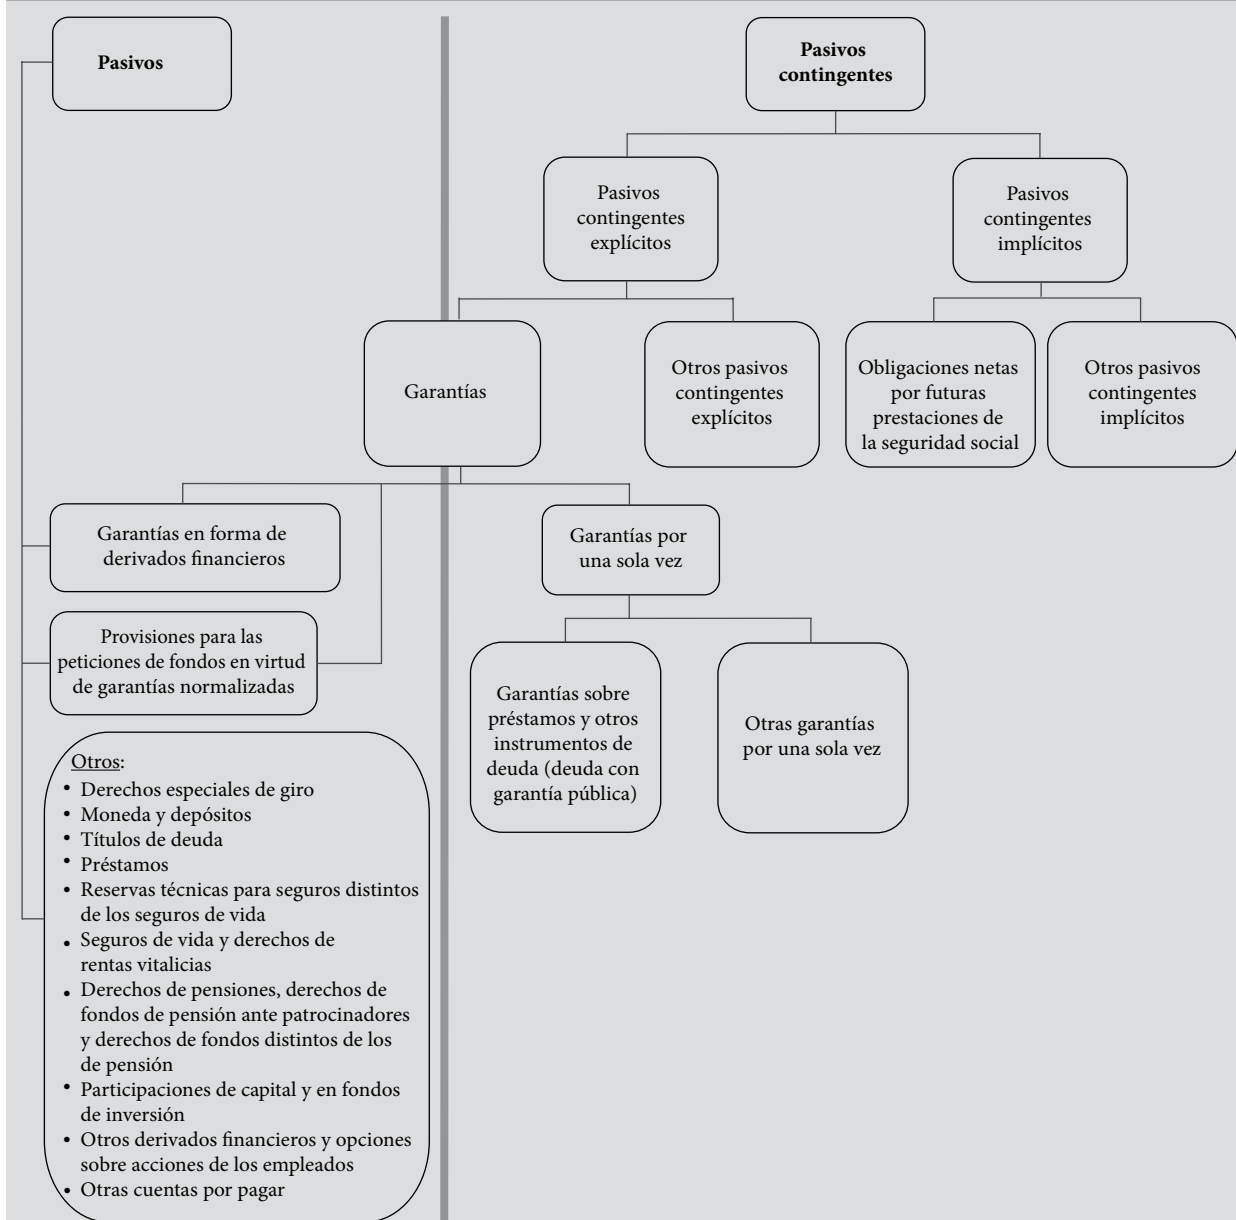 Pasivos
Pasivos
contingentes
Pasivos
contingentes
explícitos
Pasivos
contingentes
implícitos
Garantías
Otros pasivos
contingentes
explícitos
Obligaciones netas
por futuras
prestaciones de
la seguridad social
Otros pasivos
contingentes
implícitos
Garantías en forma de
derivados financieros
Garantías por
una sola vez
Provisiones para las
peticiones de fondos en virtud
de garantías normalizadas
Garantías sobre
préstamos y otros
instrumentos de
deuda (deuda con
garantía pública)
Otras garantías
por una sola vez
Otros:
• Derechos especiales de giro
• Moneda y depósitos
• Títulos de deuda
• Préstamos
• Reservas técnicas para seguros distintos
de los seguros de vida
• Seguros de vida y derechos de
rentas vitalicias
• Derechos de pensiones, derechos de
fondos de pensión ante patrocinadores
y derechos de fondos distintos de los
de pensión
• Participaciones de capital y en fondos
de inversión
• Otros derivados financieros y opciones
sobre acciones de los empleados
• Otras cuentas por pagar